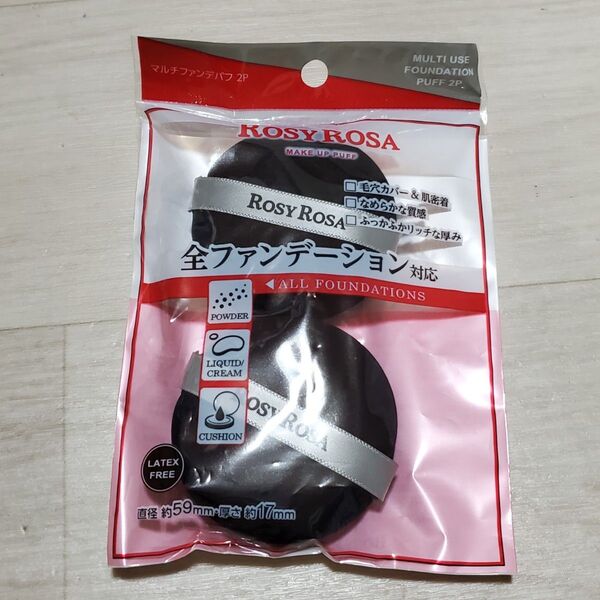 マルチファンデパフ 2P
MULTI USE
FOUNDATION
PUFF 2P
ROSY ROSA
MAKE UP PUFF
毛穴カバー&肌密着
なめらかな質感
ふっかふかリッチな厚み
ROSY ROSA
全ファンデーション対応
ALL FOUNDATIONS
POWDER
LIQUID/
CREAM
CUSHION
ROSY ROSA
LATEX
FREE
直径 約59mm・厚さ 約17mm